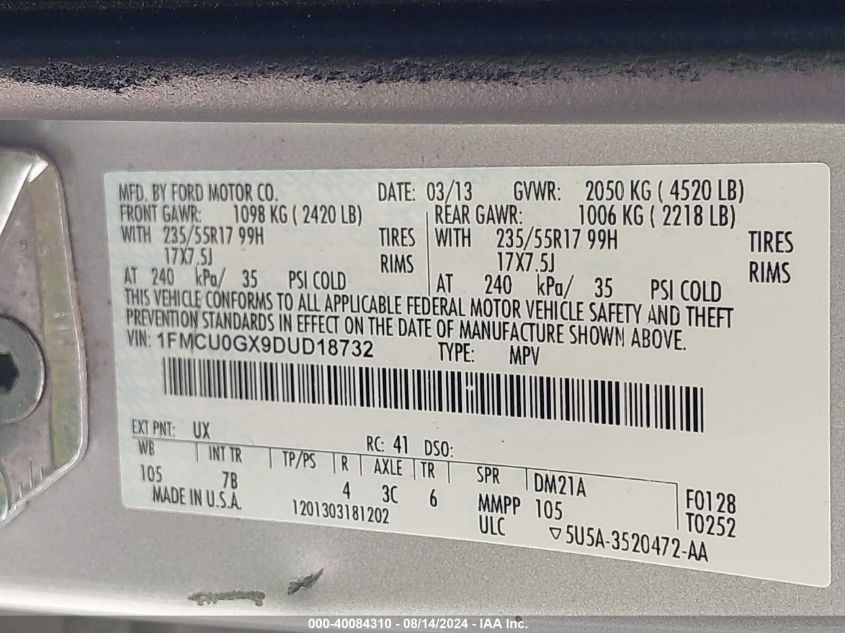 MFD. BY FORD MOTOR CO. DATE: 03/13 GVWR: 2050 KG ( 4520 LB)
FRONT GAWR: 1098 KG ( 2420 LB) REAR GAWR: 1006 KG ( 2218 LB)
WITH 235/55R17 99H TIRES WITH 235/55R17 99H TIRES
17X7.5J RIMS 17X7.5J RIMS
AT 240 kPa/ 35 PSI COLD AT 240 kPa/ 35 PSI COLD
THIS VEHICLE CONFORMS TO ALL APPLICABLE FEDERAL MOTOR VEHICLE SAFETY AND THEFT
PREVENTION STANDARDS IN EFFECT ON THE DATE OF MANUFACTURE SHOWN ABOVE.
VIN: 1FMCU0GX9DUD18732 TYPE: MPV
EXT PNT: UX RC: 41 DSO:
WB INT TR TP/PS R AXLE TR SPR DM21A F0128
105 7B 4 3C 6 MMPP 105 T0252
MADE IN U.S.A. 1201303181202 ULC ▽5U5A-3520472-AA
000-40084310 - 08/14/2024 - IAA Inc.